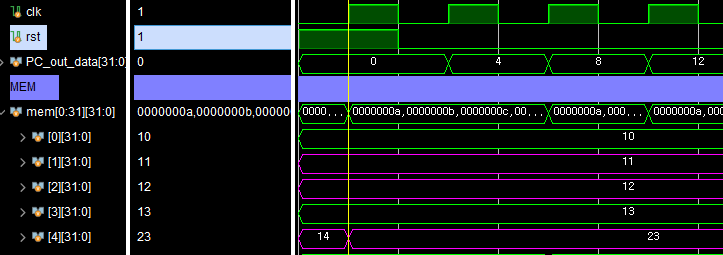 clk 1
rst 1
PC_out_data[31:0] 0 0 4 8 12
MEM
mem[0:31][31:0] 0000000a,0000000b,00000 0000... 0000000a,0000000b,0000000c,00... 0000000a,000... 0000000a,00
[0][31:0] 10 10
[1][31:0] 11 11
[2][31:0] 12 12
[3][31:0] 13 13
[4][31:0] 23 14 23